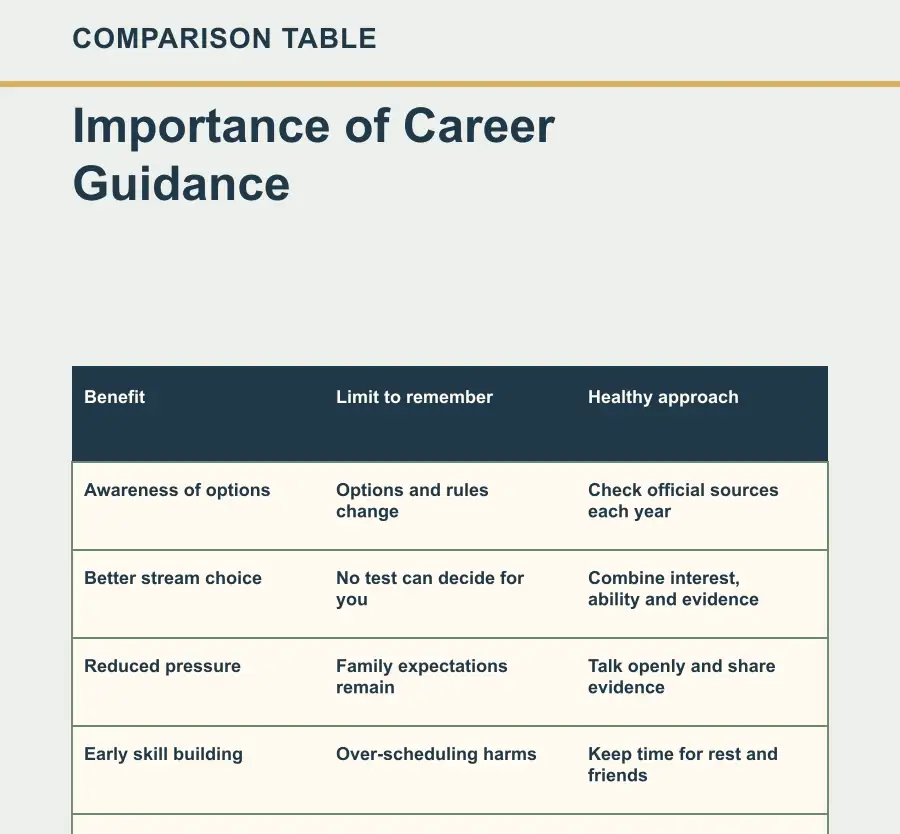 COMPARISON TABLE
Importance of Career
Guidance
Benefit
Limit to remember
Healthy approach
Awareness of options
Options and rules
change
Check official sources
each year
Better stream choice
No test can decide for
you
Combine interest,
ability and evidence
Reduced pressure
Family expectations
remain
Talk openly and share
evidence
Early skill building
Over-scheduling harms
Keep time for rest and
friends